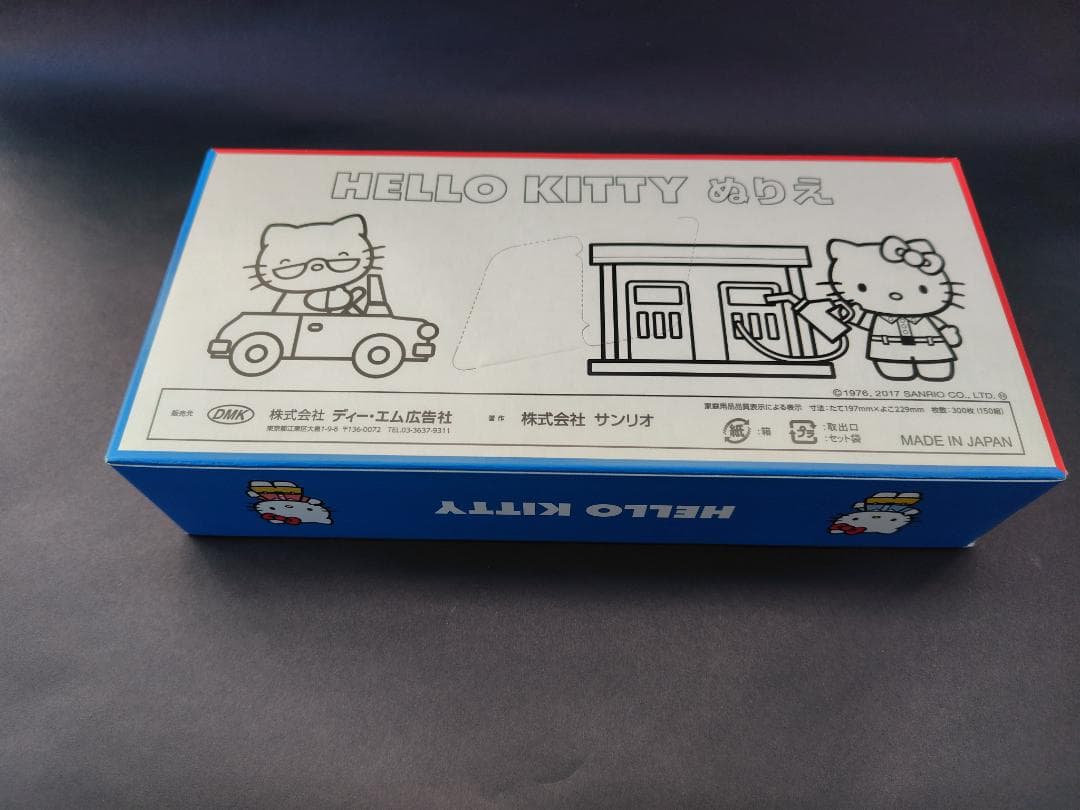 HELLO KITTY ぬりえ
©1976, 2017 SANRIO CO., LTD. Ⓗ
家庭用品品質表示による表示 寸法:たて197mm×よこ229mm 枚数:300枚(150組)
販売元 DMK 株式会社 ディー・エム広告社 著作 株式会社 サンリオ
東京都江東区大島1-9-8 〒136-0072 TEL.03-3637-9311
紙 :箱
プラ :取出口
:セット袋
MADE IN JAPAN
HELLO KITTY